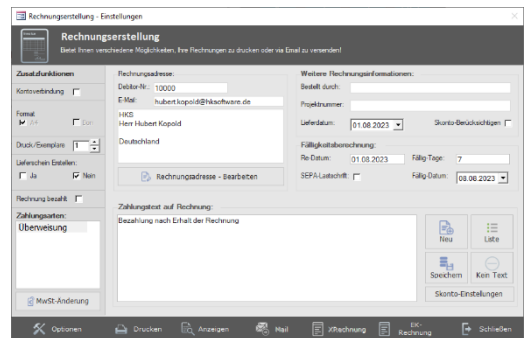 Rechnungserstellung - Einstellungen
Rechnungserstellung
Bietet Ihnen verschiedene Möglichkeiten, Ihre Rechnungen zu drucken oder via Email zu versenden!
Zusatzfunktionen
Kontoverbindung
Format
Druck/Exemplare 1
Lieferschein Erstellen:
Ja Nein
Rechnung bezahlt
Zahlungsarten:
Überweisung
MwSt-Änderung
Rechnungsadresse:
Debitor-Nr.: 10000
E-Mail: hubert.kopold@hksoftware.de
HKS
Herr Hubert Kopold
Deutschland
Rechnungsadresse - Bearbeiten
Weitere Rechnungsinformationen:
Bestellt durch:
Projektnummer:
Lieferdatum: 01.08.2023 Skonto-Berücksichtigen
Fälligkeitsberechnung:
Re-Datum: 01.08.2023 Fällig-Tage: 7
SEPA-Lastschrift: Fällig-Datum: 08.08.2023
Zahlungstext auf Rechnung:
Bezahlung nach Erhalt der Rechnung
Neu Liste
Speichern Kein Text
Skonto-Einstellungen
Optionen Drucken Anzeigen Mail XRechnung EK-Rechnung Schließen